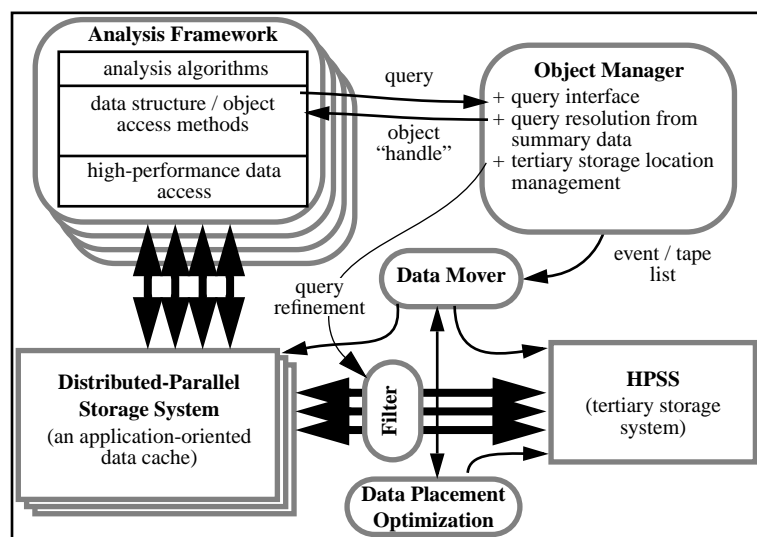 Analysis Framework
analysis algorithms
data structure / object
access methods
high-performance data
access
query
object
“handle”
Object Manager
+ query interface
+ query resolution from
summary data
+ tertiary storage location
management
event / tape
list
Data Mover
query
refinement
Distributed-Parallel
Storage System
(an application-oriented
data cache)
Filter
HPSS
(tertiary storage
system)
Data Placement
Optimization